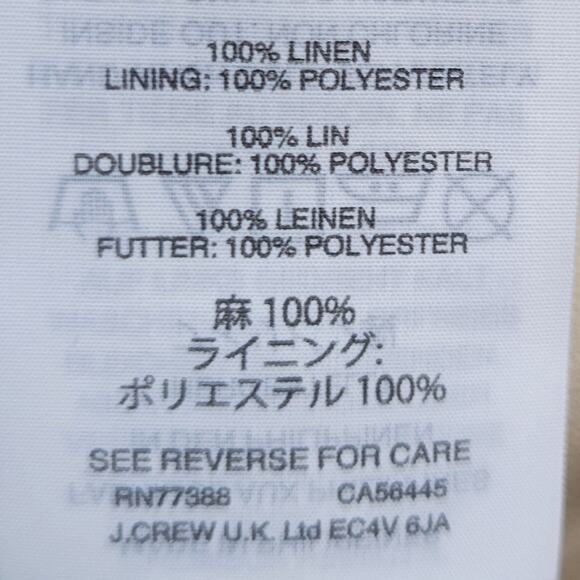 100% LINEN
LINING: 100% POLYESTER
100% LIN
DOUBLURE: 100% POLYESTER
100% LEINEN
FUTTER: 100% POLYESTER
麻 100%
ライニング:
ポリエステル 100%
SEE REVERSE FOR CARE
RN77388 CA56445
J.CREW U.K. Ltd EC4V 6JA